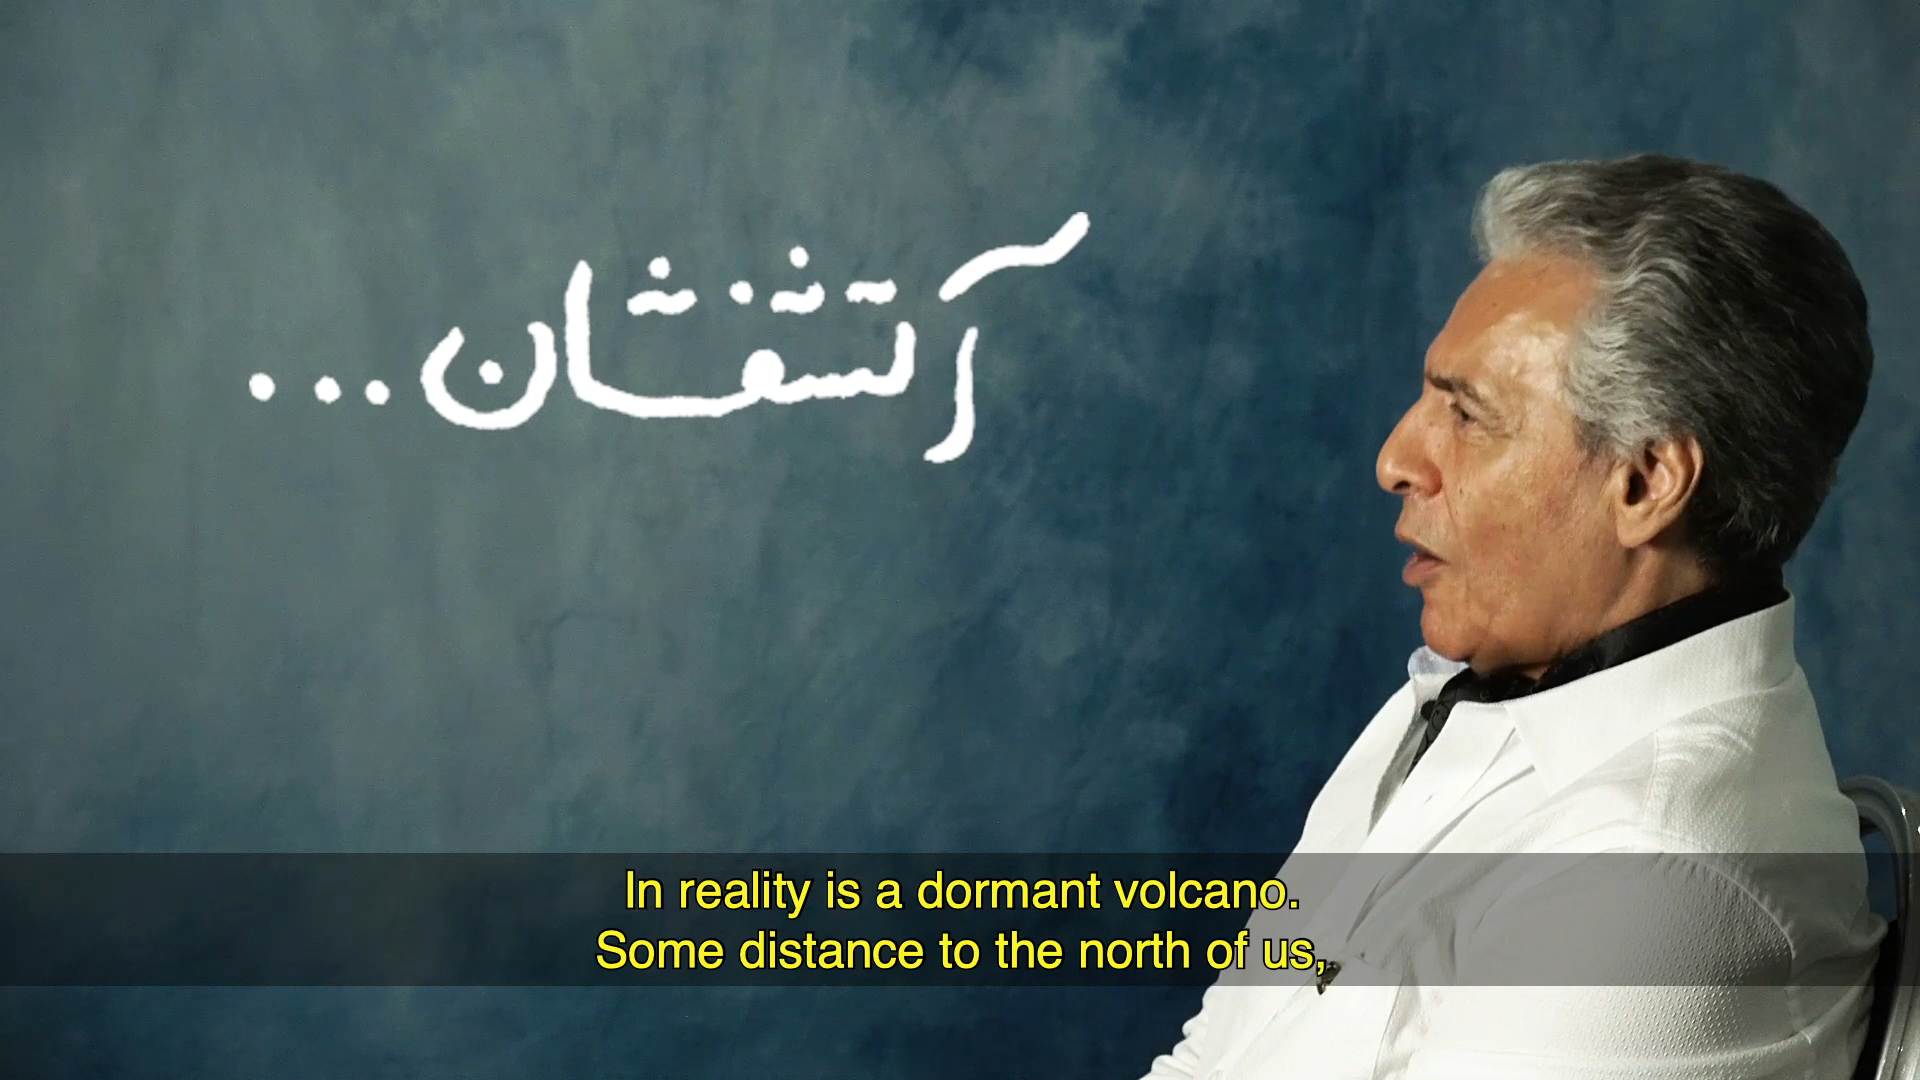 آتشفشان...
In reality is a dormant volcano.
Some distance to the north of us,